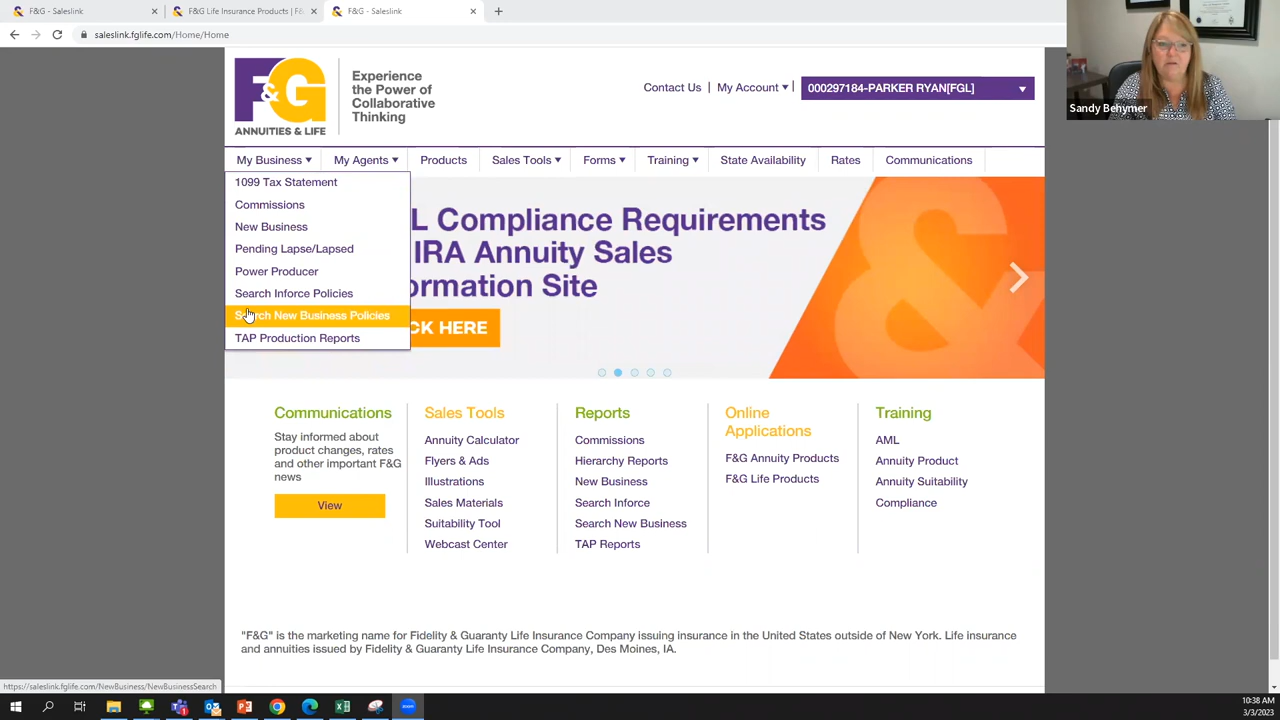 F&G - Saleslink
F&G Life Insurance Products | F&
F&G - Saleslink
saleslink.fglife.com/Home/Home
F&G
ANNUITIES & LIFE
Experience
the Power of
Collaborative
Thinking
Contact Us | My Account
000297184-PARKER RYAN[FGL]
My Business
My Agents
Products
Sales Tools
Forms
Training
State Availability
Rates
Communications
1099 Tax Statement
Commissions
New Business
Pending Lapse/Lapsed
Power Producer
Search Inforce Policies
Search New Business Policies
TAP Production Reports
L Compliance Requirements
IRA Annuity Sales
ormation Site
CK HERE
&
Communications
Stay informed about
product changes, rates
and other important F&G
news
View
Sales Tools
Annuity Calculator
Flyers & Ads
Illustrations
Sales Materials
Suitability Tool
Webcast Center
Reports
Commissions
Hierarchy Reports
New Business
Search Inforce
Search New Business
TAP Reports
Online
Applications
F&G Annuity Products
F&G Life Products
Training
AML
Annuity Product
Annuity Suitability
Compliance
"F&G" is the marketing name for Fidelity & Guaranty Life Insurance Company issuing insurance in the United States outside of New York. Life insurance
and annuities issued by Fidelity & Guaranty Life Insurance Company, Des Moines, IA.
https://saleslink.fglife.com/NewBusiness/NewBusinessSearch
10:38 AM
3/3/2023
Sandy Behymer